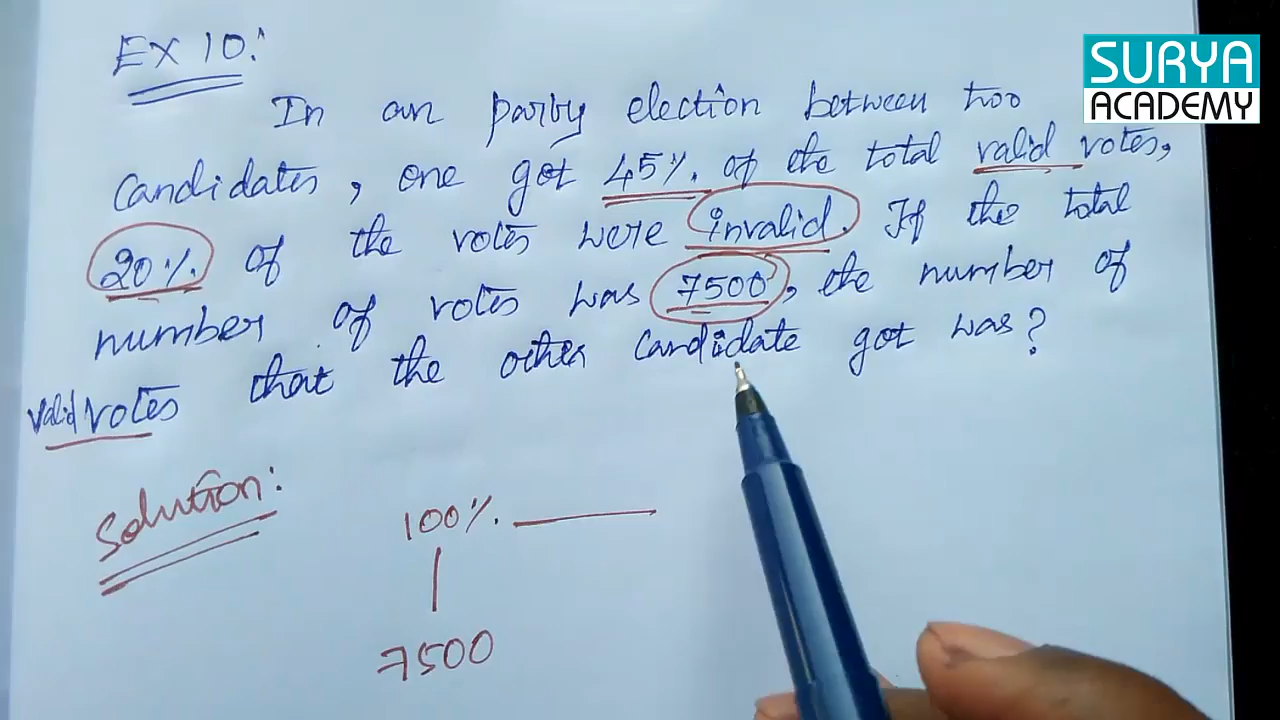 EX 10:
SURYA
ACADEMY
In an party election between two
candidates, one got 45%. of the total valid votes,
20%. of the votes were invalid. If the total
number of votes was 7500, the number of
valid votes that the other candidate got was?
Solution:
100%.
7500